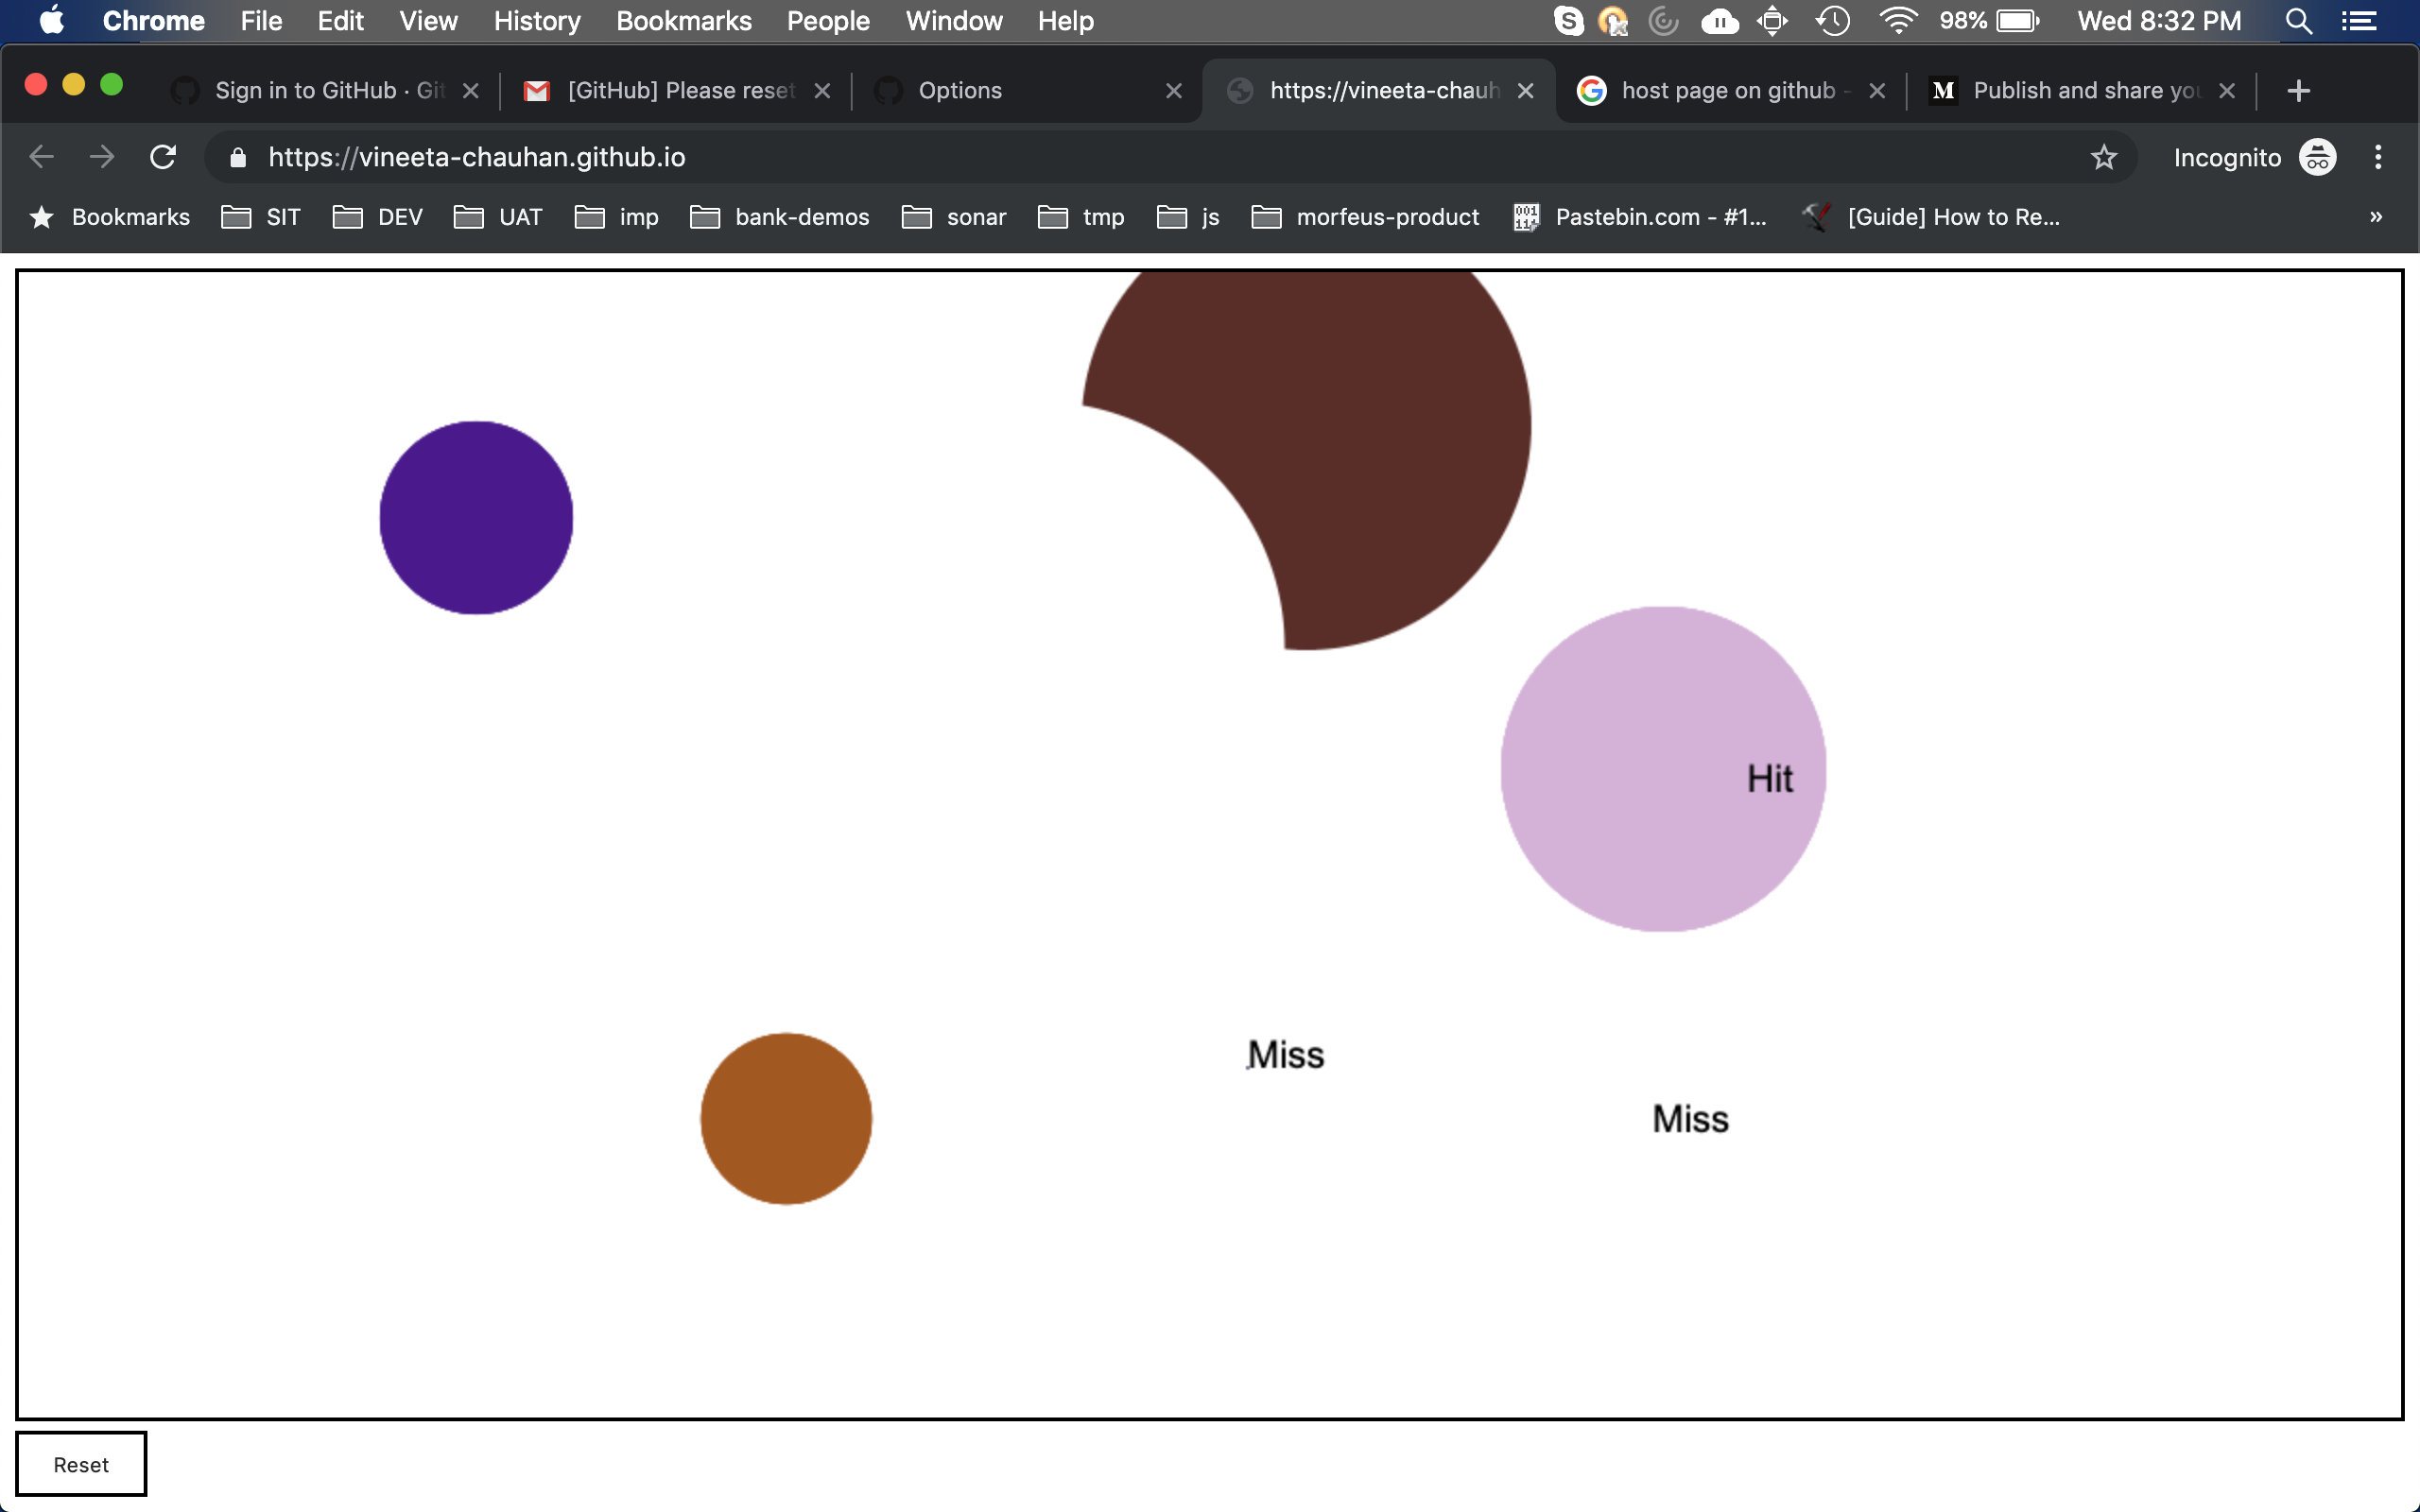 Chrome File Edit View History Bookmarks People Window Help 98% Wed 8:32 PM
Sign in to GitHub · Git [GitHub] Please reset Options https://vineeta-chauh host page on github - Publish and share you
https://vineeta-chauhan.github.io Incognito
Bookmarks SIT DEV UAT imp bank-demos sonar tmp js morfeus-product Pastebin.com - #1... [Guide] How to Re... »
Hit
Miss
Miss
Reset